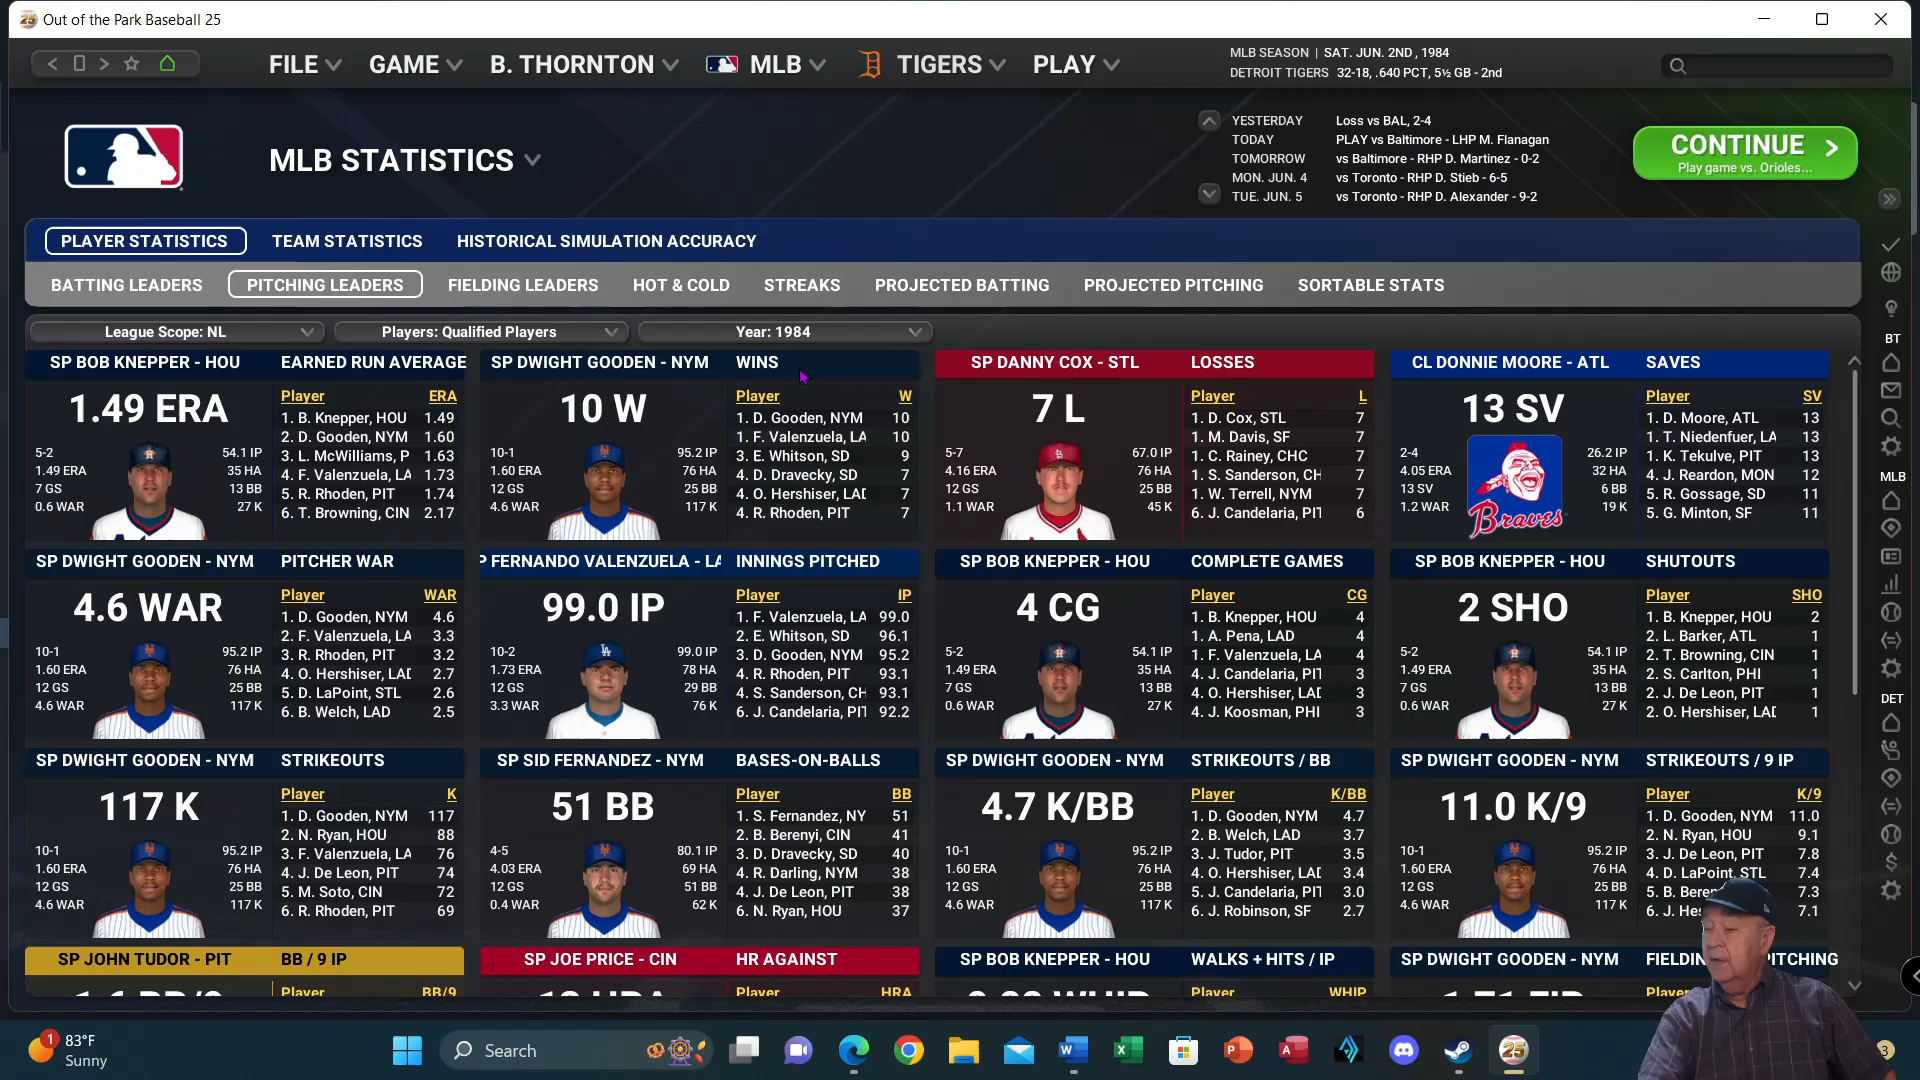 Out of the Park Baseball 25
FILE
GAME
B. THORNTON
MLB
TIGERS
PLAY
MLB SEASON | SAT. JUN. 2ND , 1984
DETROIT TIGERS 32-18, .640 PCT, 5½ GB - 2nd
MLB STATISTICS
YESTERDAY Loss vs BAL, 2-4
TODAY PLAY vs Baltimore - LHP M. Flanagan
TOMORROW vs Baltimore - RHP D. Martinez - 0-2
MON. JUN. 4 vs Toronto - RHP D. Stieb - 6-5
TUE. JUN. 5 vs Toronto - RHP D. Alexander - 9-2
CONTINUE
Play game vs. Orioles...
PLAYER STATISTICS TEAM STATISTICS HISTORICAL SIMULATION ACCURACY
BATTING LEADERS PITCHING LEADERS FIELDING LEADERS HOT & COLD STREAKS PROJECTED BATTING PROJECTED PITCHING SORTABLE STATS
League Scope: NL Players: Qualified Players Year: 1984
SP BOB KNEPPER - HOU EARNED RUN AVERAGE
1.49 ERA
5-2 54.1 IP
1.49 ERA 35 HA
7 GS 13 BB
0.6 WAR 27 K
Player ERA
1. B. Knepper, HOU 1.49
2. D. Gooden, NYM 1.60
3. L. McWilliams, P 1.63
4. F. Valenzuela, LA 1.73
5. R. Rhoden, PIT 1.74
6. T. Browning, CIN 2.17
SP DWIGHT GOODEN - NYM WINS
10 W
10-1 95.2 IP
1.60 ERA 76 HA
12 GS 25 BB
4.6 WAR 117 K
Player W
1. D. Gooden, NYM 10
1. F. Valenzuela, LA 10
3. E. Whitson, SD 9
4. D. Dravecky, SD 7
4. O. Hershiser, LAD 7
4. R. Rhoden, PIT 7
SP DANNY COX - STL LOSSES
7 L
5-7 67.0 IP
4.16 ERA 76 HA
12 GS 25 BB
1.1 WAR 45 K
Player L
1. D. Cox, STL 7
1. M. Davis, SF 7
1. C. Rainey, CHC 7
1. S. Sanderson, CH 7
1. W. Terrell, NYM 7
6. J. Candelaria, PIT 6
CL DONNIE MOORE - ATL SAVES
13 SV
2-4 26.2 IP
4.05 ERA 32 HA
13 SV 6 BB
1.2 WAR 19 K
Braves
Player SV
1. D. Moore, ATL 13
1. T. Niedenfuer, LA 13
1. K. Tekulve, PIT 13
4. J. Reardon, MON 12
5. R. Gossage, SD 11
5. G. Minton, SF 11
SP DWIGHT GOODEN - NYM PITCHER WAR
4.6 WAR
10-1 95.2 IP
1.60 ERA 76 HA
12 GS 25 BB
4.6 WAR 117 K
Player WAR
1. D. Gooden, NYM 4.6
2. F. Valenzuela, LA 3.3
3. R. Rhoden, PIT 3.2
4. O. Hershiser, LAD 2.7
5. D. LaPoint, STL 2.6
6. B. Welch, LAD 2.5
P FERNANDO VALENZUELA - LA INNINGS PITCHED
99.0 IP
10-2 99.0 IP
1.73 ERA 78 HA
12 GS 29 BB
3.3 WAR 76 K
Player IP
1. F. Valenzuela, LA 99.0
2. E. Whitson, SD 96.1
3. D. Gooden, NYM 95.2
4. R. Rhoden, PIT 93.1
4. S. Sanderson, CH 93.1
6. J. Candelaria, PIT 92.2
SP BOB KNEPPER - HOU COMPLETE GAMES
4 CG
5-2 54.1 IP
1.49 ERA 35 HA
7 GS 13 BB
0.6 WAR 27 K
Player CG
1. B. Knepper, HOU 4
1. A. Pena, LAD 4
1. F. Valenzuela, LA 4
4. J. Candelaria, PIT 3
4. O. Hershiser, LAD 3
4. J. Koosman, PHI 3
SP BOB KNEPPER - HOU SHUTOUTS
2 SHO
5-2 54.1 IP
1.49 ERA 35 HA
7 GS 13 BB
0.6 WAR 27 K
Player SHO
1. B. Knepper, HOU 2
2. L. Barker, ATL 1
2. T. Browning, CIN 1
2. S. Carlton, PHI 1
2. J. De Leon, PIT 1
2. O. Hershiser, LAD 1
SP DWIGHT GOODEN - NYM STRIKEOUTS
117 K
10-1 95.2 IP
1.60 ERA 76 HA
12 GS 25 BB
4.6 WAR 117 K
Player K
1. D. Gooden, NYM 117
2. N. Ryan, HOU 88
3. F. Valenzuela, LA 76
4. J. De Leon, PIT 74
5. M. Soto, CIN 72
6. R. Rhoden, PIT 69
SP SID FERNANDEZ - NYM BASES-ON-BALLS
51 BB
4-5 80.1 IP
4.03 ERA 69 HA
12 GS 51 BB
0.4 WAR 62 K
Player BB
1. S. Fernandez, NY 51
2. B. Berenyi, CIN 41
3. D. Dravecky, SD 40
4. R. Darling, NYM 38
4. J. De Leon, PIT 38
6. N. Ryan, HOU 37
SP DWIGHT GOODEN - NYM STRIKEOUTS / BB
4.7 K/BB
10-1 95.2 IP
1.60 ERA 76 HA
12 GS 25 BB
4.6 WAR 117 K
Player K/BB
1. D. Gooden, NYM 4.7
2. B. Welch, LAD 3.7
3. J. Tudor, PIT 3.5
4. O. Hershiser, LAD 3.4
5. J. Candelaria, PIT 3.0
6. J. Robinson, SF 2.7
SP DWIGHT GOODEN - NYM STRIKEOUTS / 9 IP
11.0 K/9
10-1 95.2 IP
1.60 ERA 76 HA
12 GS 25 BB
4.6 WAR 117 K
Player K/9
1. D. Gooden, NYM 11.0
2. N. Ryan, HOU 9.1
3. J. De Leon, PIT 7.8
4. D. LaPoint, STL 7.4
5. B. Beren 7.3
6. J. Hes 7.1
SP JOHN TUDOR - PIT BB / 9 IP
Player BB/9
SP JOE PRICE - CIN HR AGAINST
Player HRA
SP BOB KNEPPER - HOU WALKS + HITS / IP
Player WHIP
SP DWIGHT GOODEN - NYM FIELDIN PITCHING
Player
BT
MLB
DET
1
83°F
Sunny
Search
25
3